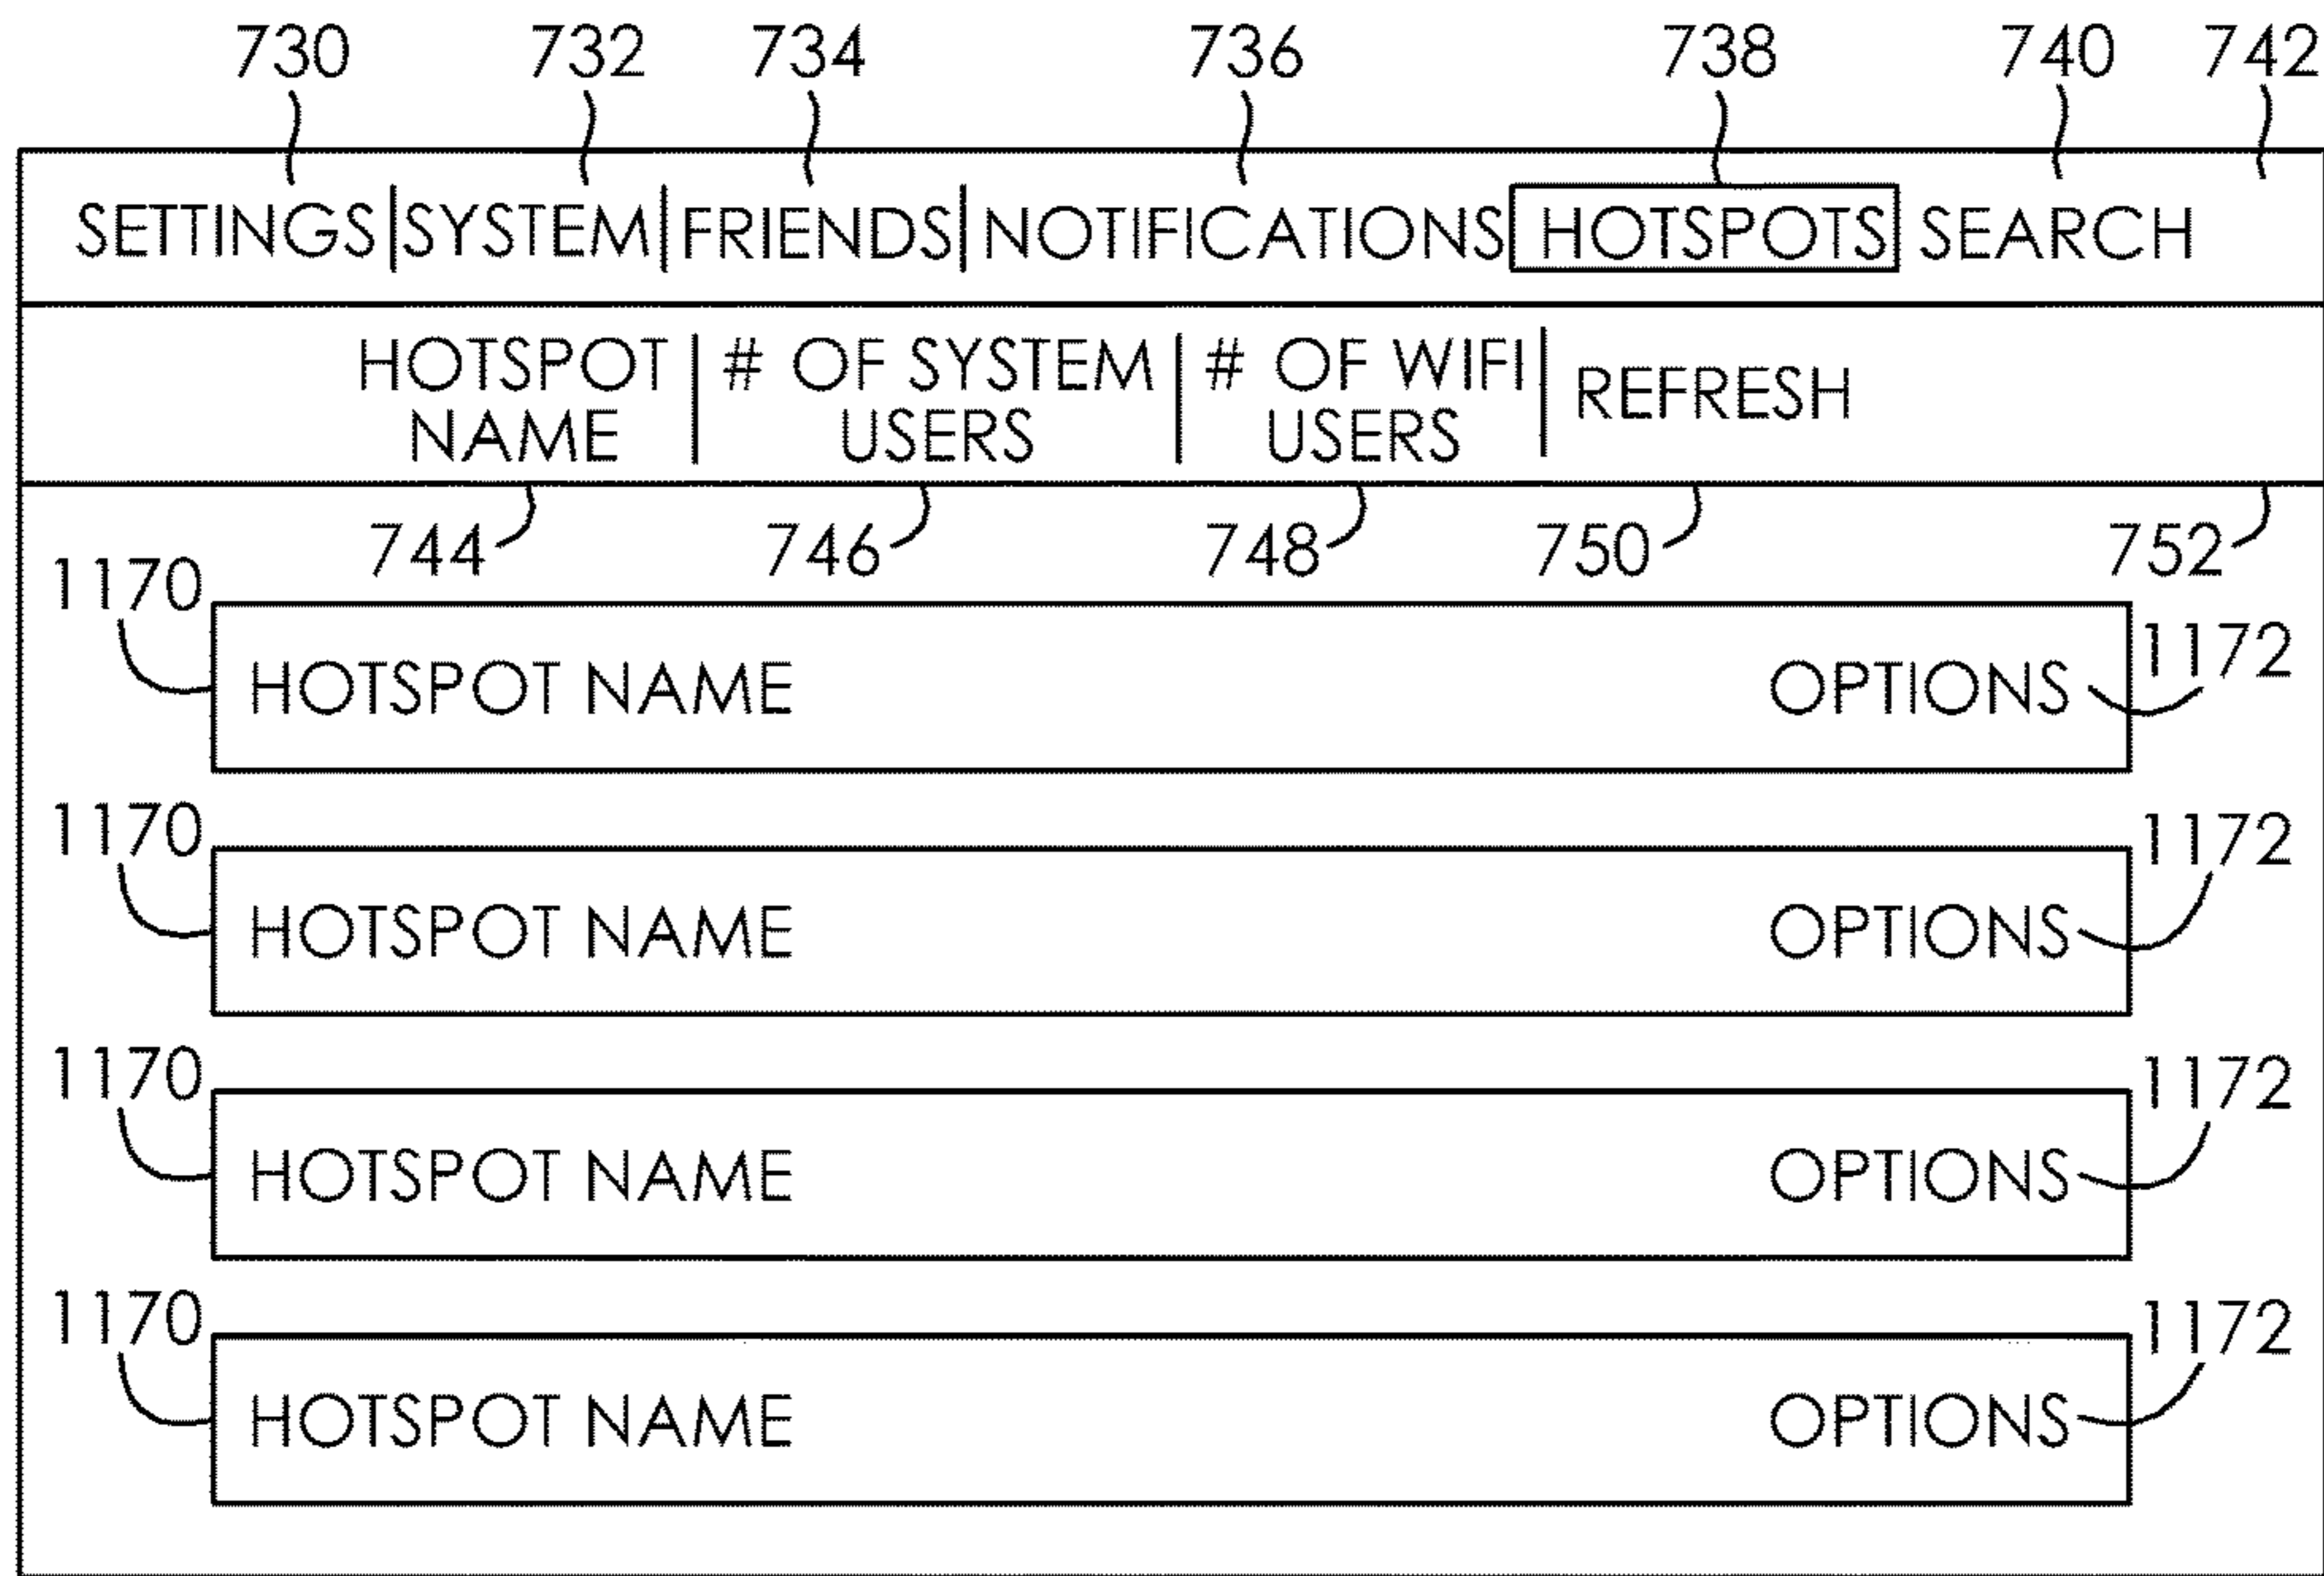 730 732 734 736 738 740 742
SETTINGS SYSTEM FRIENDS NOTIFICATIONS HOTSPOTS SEARCH
HOTSPOT NAME # OF SYSTEM USERS # OF WIFI USERS REFRESH
744 746 748 750 752
1170 HOTSPOT NAME OPTIONS 1172
1170 HOTSPOT NAME OPTIONS 1172
1170 HOTSPOT NAME OPTIONS 1172
1170 HOTSPOT NAME OPTIONS 1172